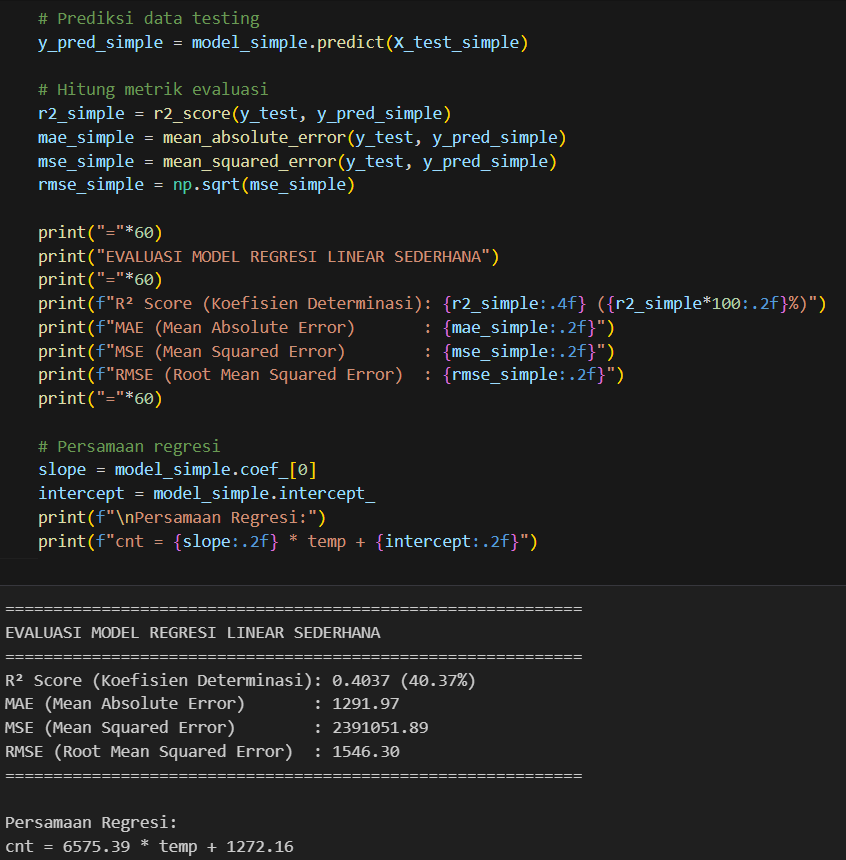 # Prediksi data testing
y_pred_simple = model_simple.predict(X_test_simple)
# Hitung metrik evaluasi
r2_simple = r2_score(y_test, y_pred_simple)
mae_simple = mean_absolute_error(y_test, y_pred_simple)
mse_simple = mean_squared_error(y_test, y_pred_simple)
rmse_simple = np.sqrt(mse_simple)
print("="*60)
print("EVALUASI MODEL REGRESI LINEAR SEDERHANA")
print("="*60)
print(f"R² Score (Koefisien Determinasi): {r2_simple:.4f} ({r2_simple*100:.2f}%)")
print(f"MAE (Mean Absolute Error)       : {mae_simple:.2f}")
print(f"MSE (Mean Squared Error)        : {mse_simple:.2f}")
print(f"RMSE (Root Mean Squared Error)  : {rmse_simple:.2f}")
print("="*60)
# Persamaan regresi
slope = model_simple.coef_[0]
intercept = model_simple.intercept_
print(f"\nPersamaan Regresi:")
print(f"cnt = {slope:.2f} * temp + {intercept:.2f}")
============================================================
EVALUASI MODEL REGRESI LINEAR SEDERHANA
============================================================
R² Score (Koefisien Determinasi): 0.4037 (40.37%)
MAE (Mean Absolute Error)       : 1291.97
MSE (Mean Squared Error)        : 2391051.89
RMSE (Root Mean Squared Error)  : 1546.30
============================================================
Persamaan Regresi:
cnt = 6575.39 * temp + 1272.16